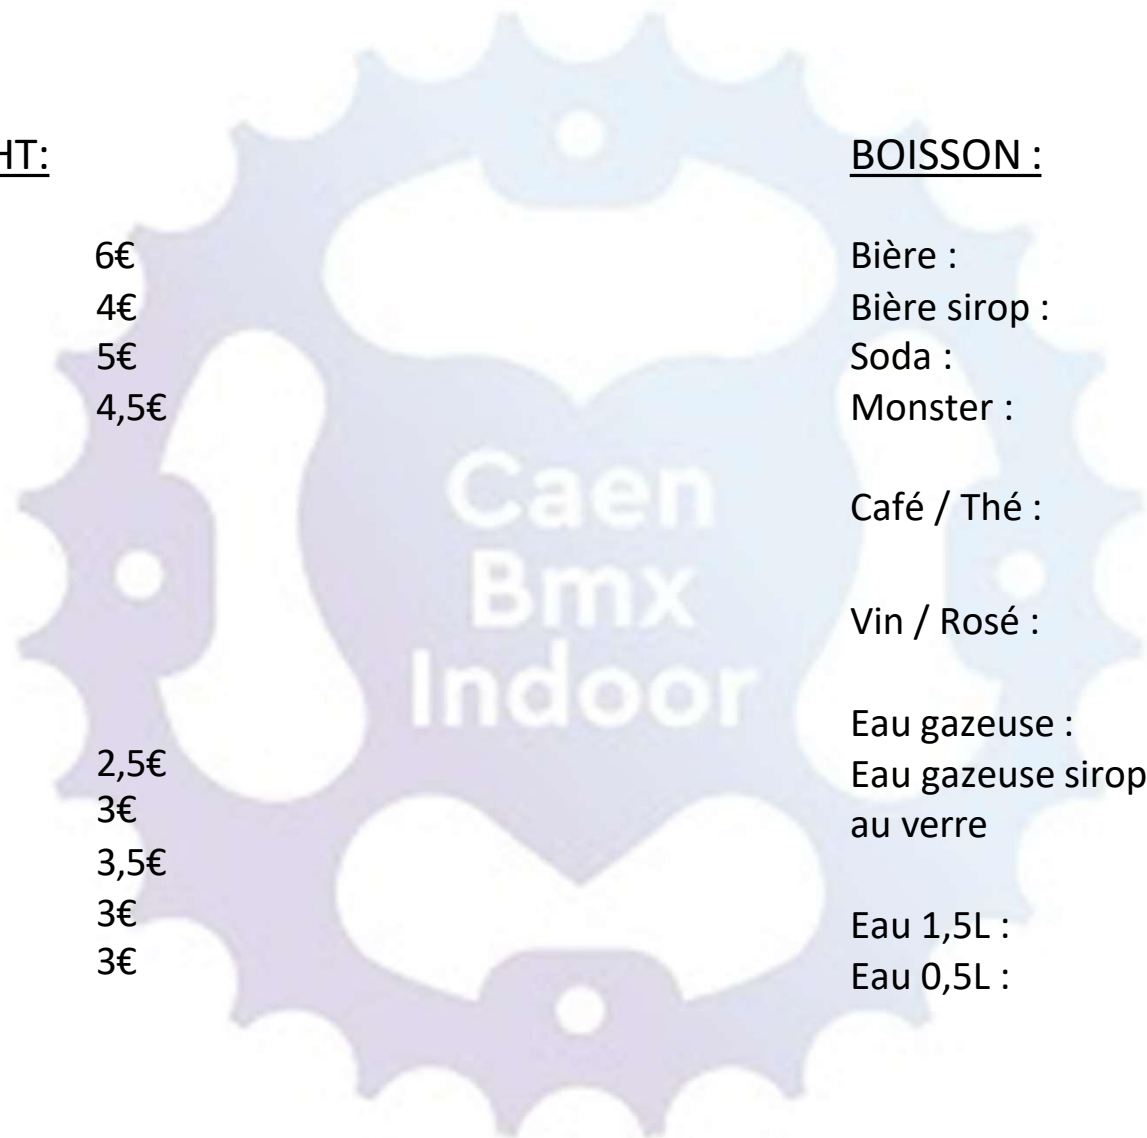 HT:
6€
4€
5€
4,5€
2,5€
3€
3,5€
3€
3€
Caen
Bmx
Indoor
BOISSON :
Bière :
Bière sirop :
Soda :
Monster :
Café / Thé :
Vin / Rosé :
Eau gazeuse :
Eau gazeuse sirop
au verre
Eau 1,5L :
Eau 0,5L :